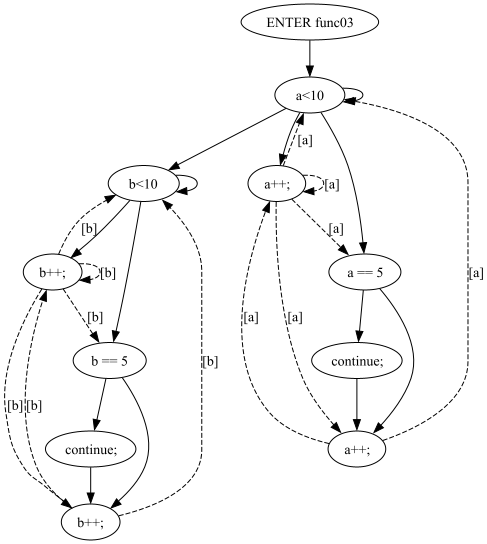 ENTER func03
a<10
[a]
b<10
a++;
[a]
[b]
[a]
b++;
[b]
a == 5
[a]
[b]
[a]
[a]
b == 5
continue;
[b]
[b]
[b]
continue;
a++;
b++;